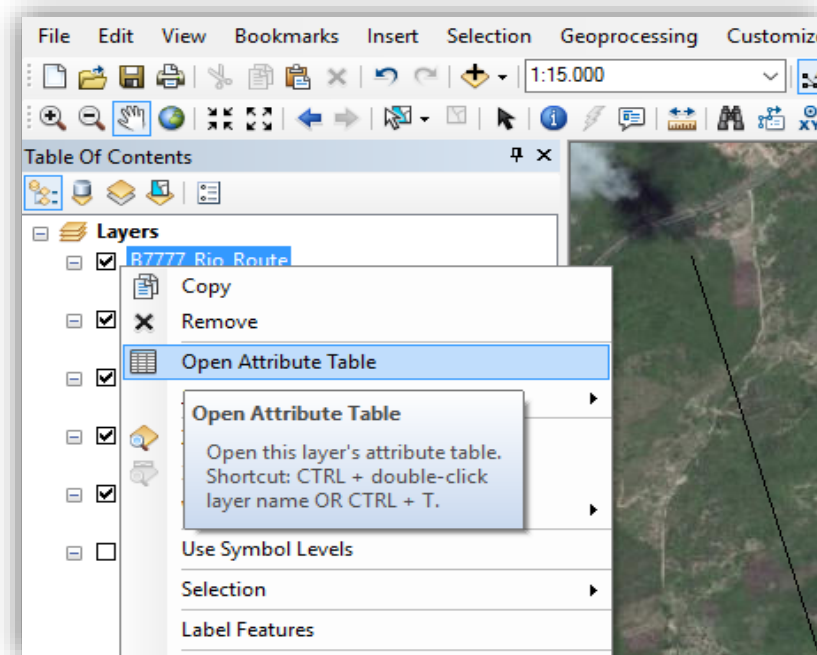 File Edit View Bookmarks Insert Selection Geoprocessing Customize
1:15.000
XY
Table Of Contents
Layers
B7777_Rio_Route
Copy
Remove
Open Attribute Table
Open Attribute Table
Open this layer's attribute table.
Shortcut: CTRL + double-click
layer name OR CTRL + T.
Use Symbol Levels
Selection
Label Features